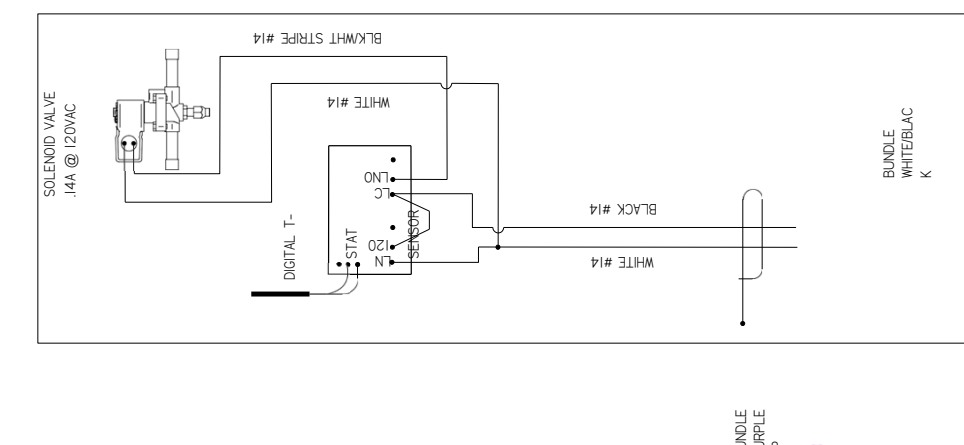 BLK/WHT STRIPE #14
WHITE #14
SOLENOID VALVE
.14A @ 120VAC
LNO
LC
120
LN
SENSOR
DIGITAL T-
STAT
BLACK #14
WHITE #14
BUNDLE
WHITE/BLAC
K